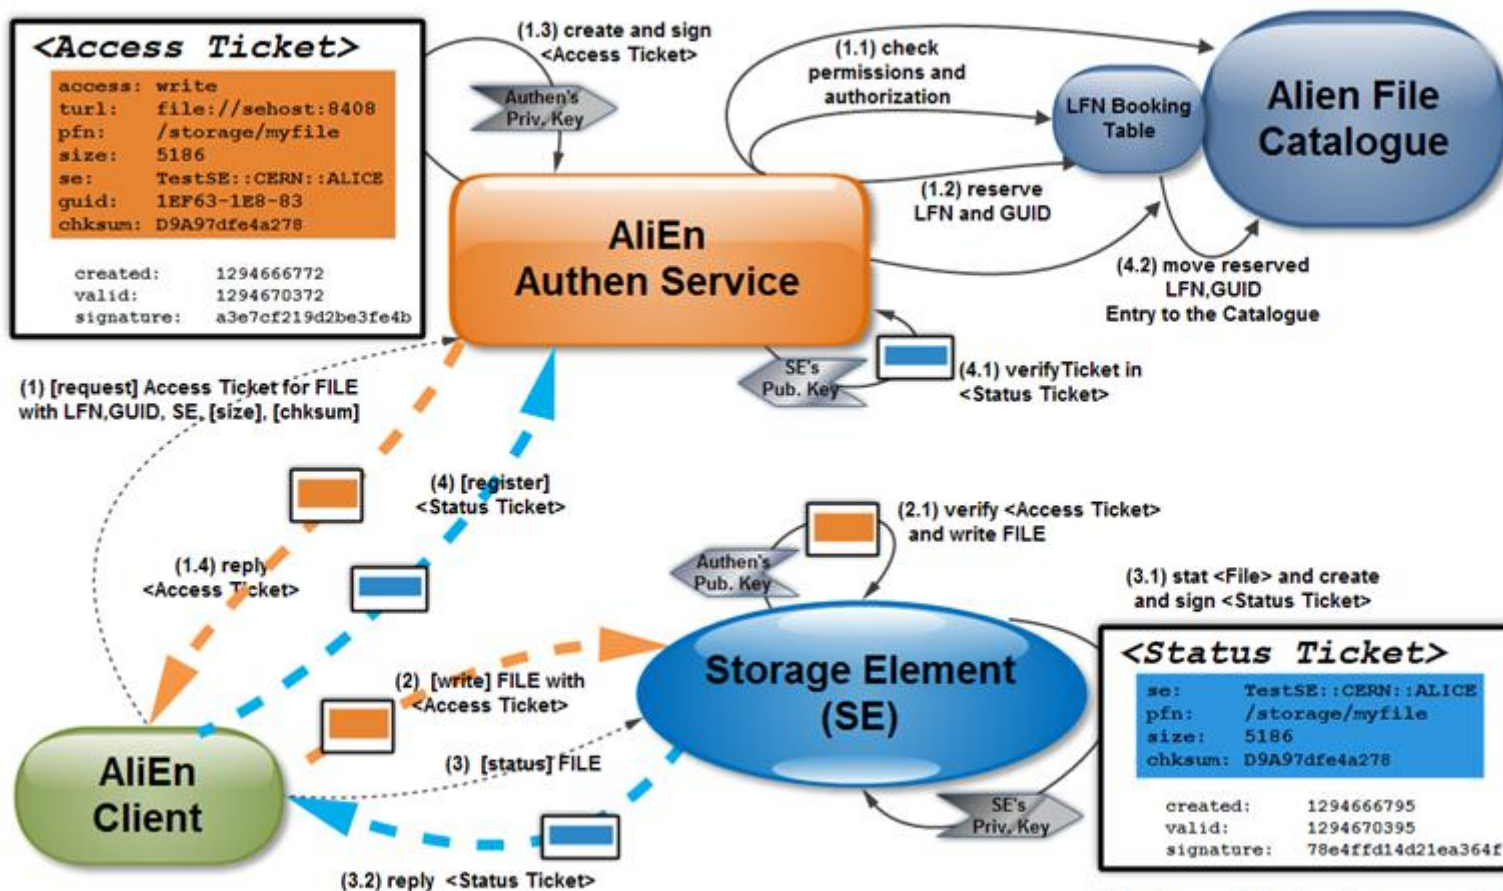 <Access Ticket>
access: write
turl: file://sehost:8408
pfn: /storage/myfile
size: 5186
se: TestSE::CERN::ALICE
guid: 1EF63-1E8-83
chksum: D9A97dfe4a278
created: 1294666772
valid: 1294670372
signature: a3e7cf219d2be3fe4b
(1.3) create and sign
<Access Ticket>
Authen's
Priv. Key
(1.1) check
permissions and
authorization
LFN Booking
Table
Alien File
Catalogue
(1.2) reserve
LFN and GUID
AliEn
Authen Service
(4.2) move reserved
LFN,GUID
Entry to the Catalogue
SE's
Pub. Key
(4.1) verifyTicket in
<Status Ticket>
(1) [request] Access Ticket for FILE
with LFN,GUID, SE, [size], [chksum]
(4) [register]
<Status Ticket>
(1.4) reply
<Access Ticket>
(2.1) verify <Access Ticket>
and write FILE
Authen's
Pub. Key
(3.1) stat <File> and create
and sign <Status Ticket>
Storage Element
(SE)
(2) [write] FILE with
<Access Ticket>
(3) [status] FILE
AliEn
Client
SE's
Priv. Key
(3.2) reply <Status Ticket>
<Status Ticket>
se: TestSE::CERN::ALICE
pfn: /storage/myfile
size: 5186
chksum: D9A97dfe4a278
created: 1294666795
valid: 1294670395
signature: 78e4ffd14d21ea364f